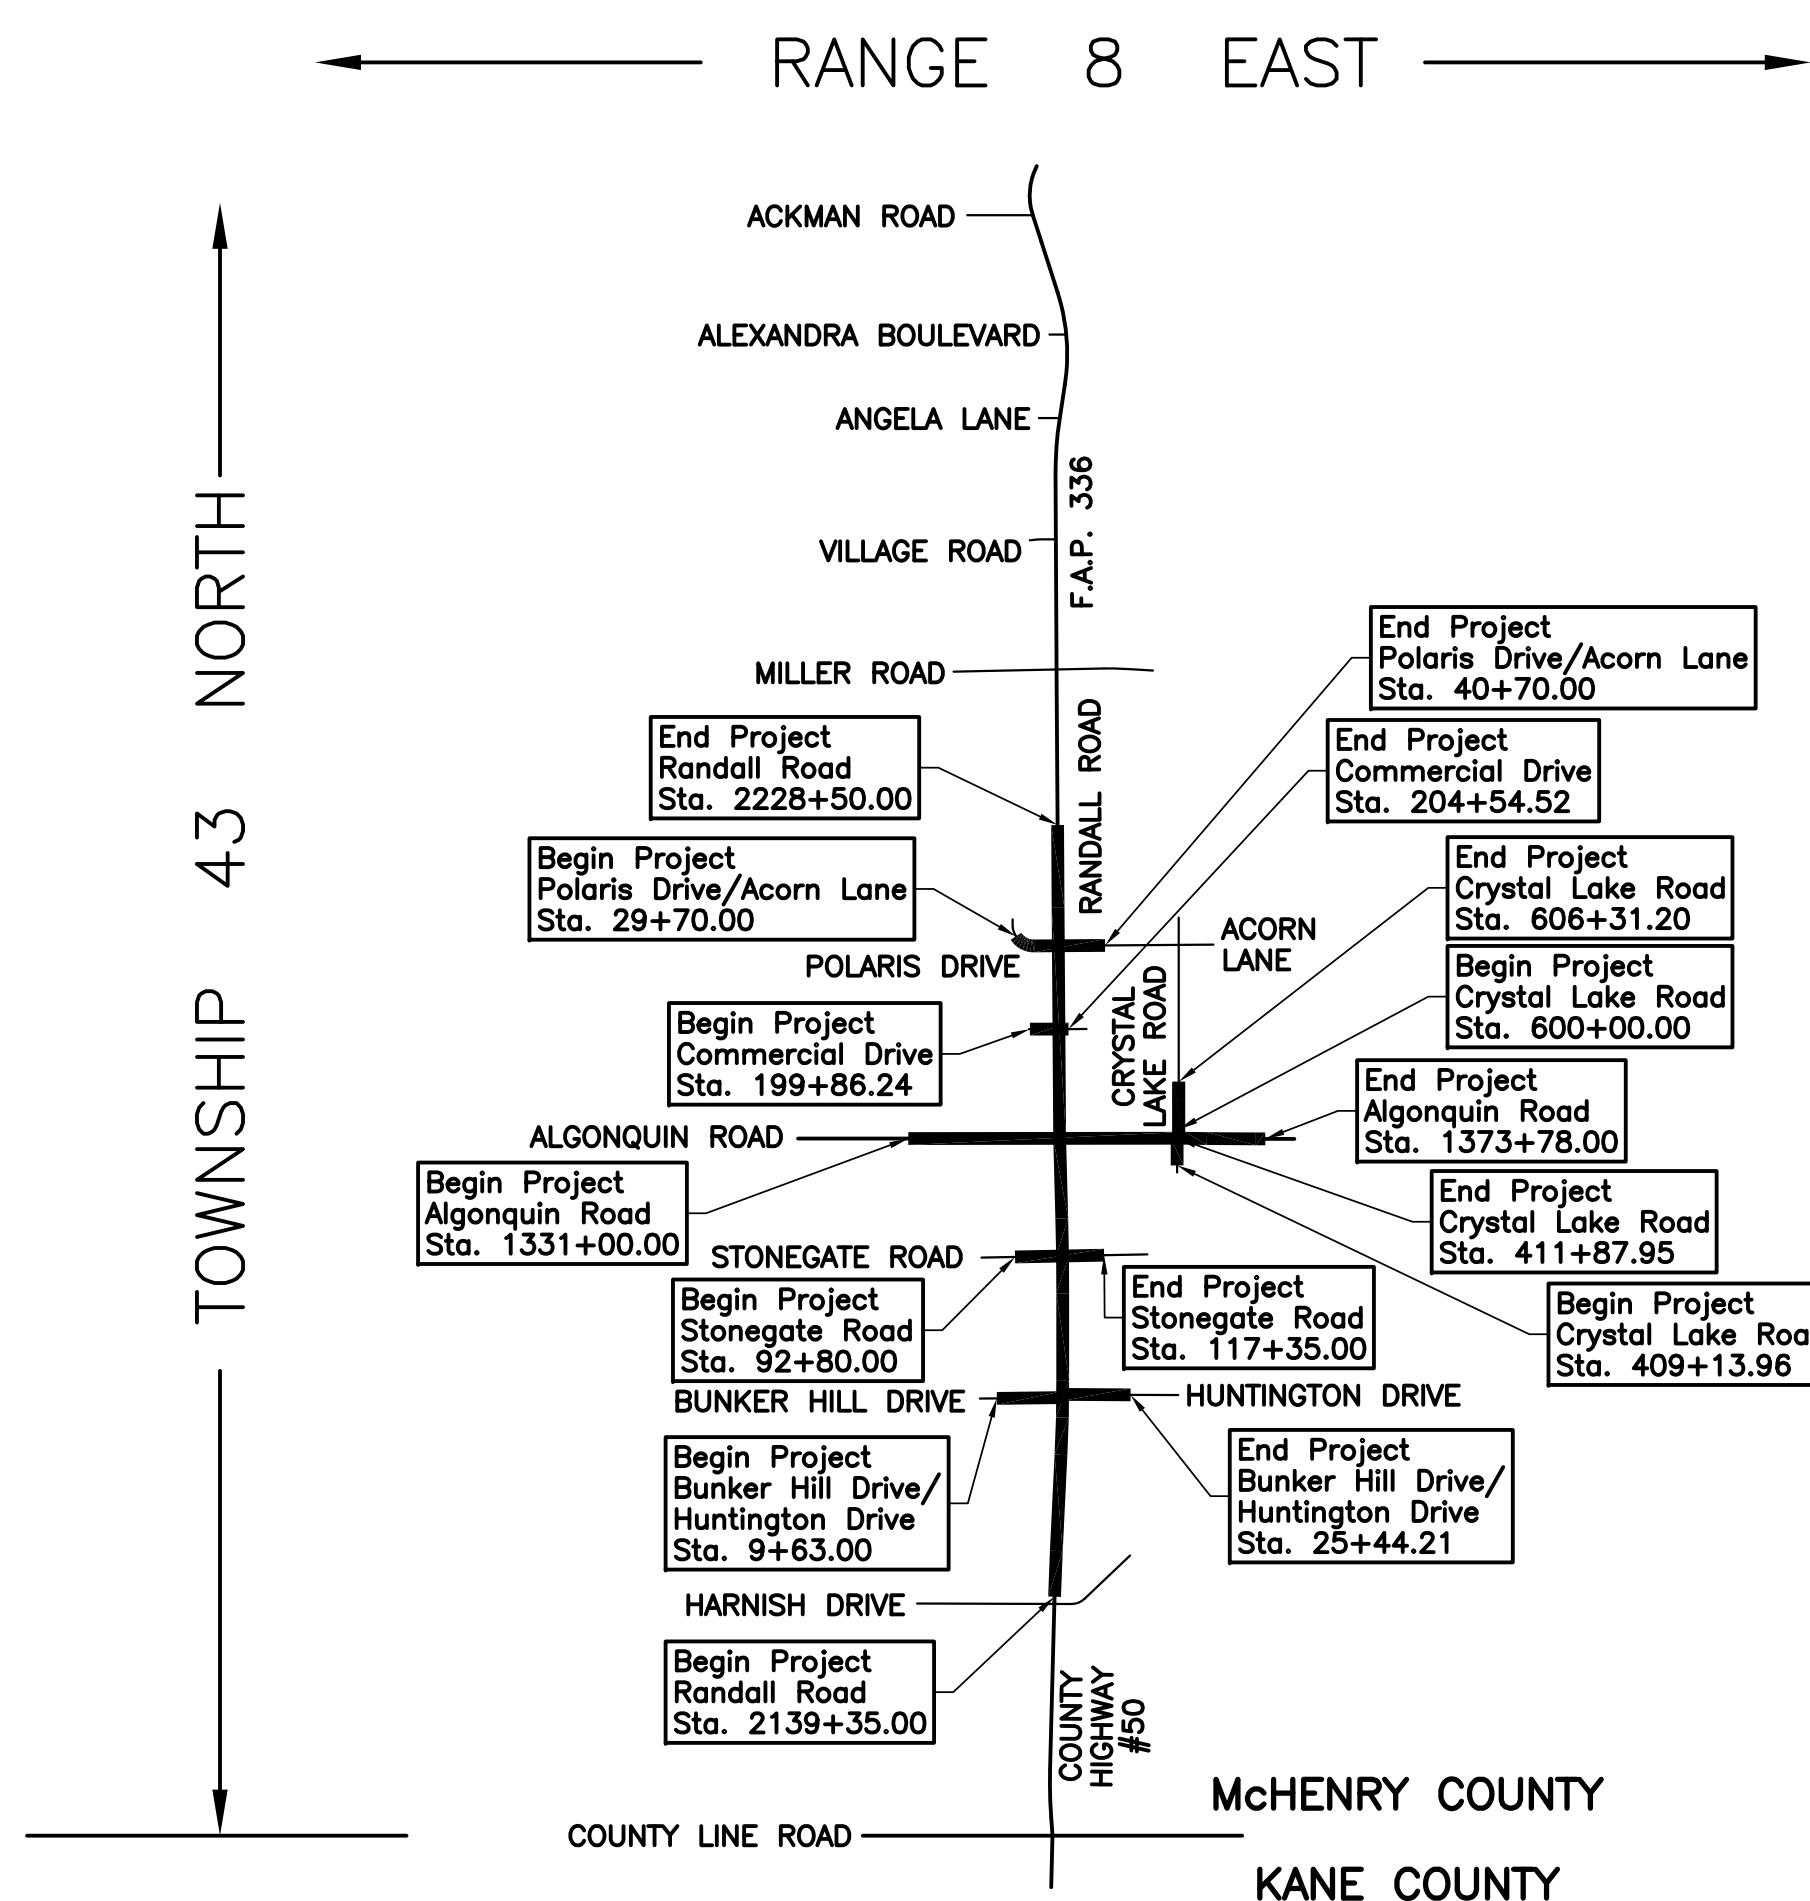 RANGE 8 EAST
TOWNSHIP 43 NORTH
ACKMAN ROAD
ALEXANDRA BOULEVARD
ANGELA LANE
F.A.P. 336
VILLAGE ROAD
MILLER ROAD
RANDALL ROAD
End Project
Polaris Drive/Acorn Lane
Sta. 40+70.00
End Project
Randall Road
Sta. 2228+50.00
End Project
Commercial Drive
Sta. 204+54.52
Begin Project
Polaris Drive/Acorn Lane
Sta. 29+70.00
End Project
Crystal Lake Road
Sta. 606+31.20
ACORN
LANE
POLARIS DRIVE
Begin Project
Crystal Lake Road
Sta. 600+00.00
CRYSTAL
LAKE ROAD
Begin Project
Commercial Drive
Sta. 199+86.24
End Project
Algonquin Road
Sta. 1373+78.00
ALGONQUIN ROAD
Begin Project
Algonquin Road
Sta. 1331+00.00
End Project
Crystal Lake Road
Sta. 411+87.95
STONEGATE ROAD
Begin Project
Stonegate Road
Sta. 92+80.00
End Project
Stonegate Road
Sta. 117+35.00
Begin Project
Crystal Lake Roa
Sta. 409+13.96
BUNKER HILL DRIVE
HUNTINGTON DRIVE
Begin Project
Bunker Hill Drive/
Huntington Drive
Sta. 9+63.00
End Project
Bunker Hill Drive/
Huntington Drive
Sta. 25+44.21
HARNISH DRIVE
Begin Project
Randall Road
Sta. 2139+35.00
COUNTY
HIGHWAY
#50
McHENRY COUNTY
COUNTY LINE ROAD
KANE COUNTY